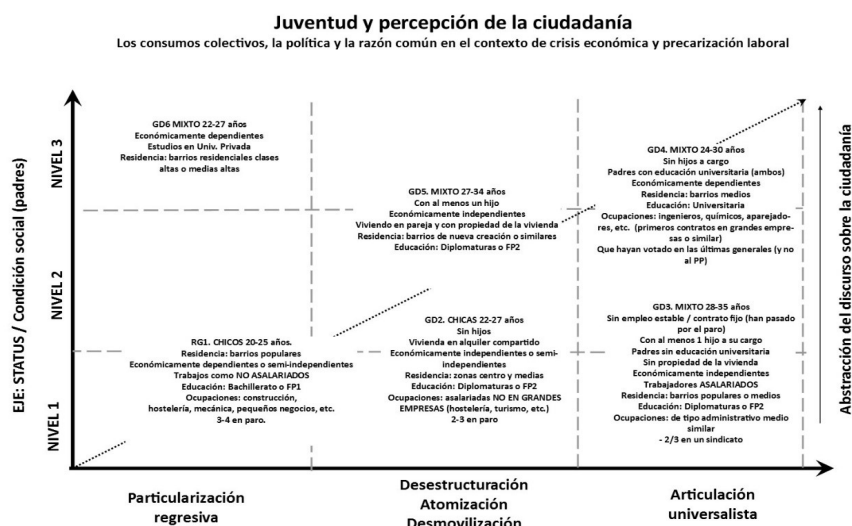 Juventud y percepción de la ciudadanía
Los consumos colectivos, la política y la razón común en el contexto de crisis económica y precarización laboral
EJE: STATUS / Condición social (padres)
NIVEL 3
NIVEL 2
NIVEL 1
GD6 MIXTO 22-27 años
Económicamente dependientes
Estudios en Univ. Privada
Residencia: barrios residenciales clases
altas o medias altas
GD5. MIXTO 27-34 años
Con al menos un hijo
Económicamente independientes
Viviendo en pareja y con propiedad de la vivienda
Residencia: barrios de nueva creación o similares
Educación: Diplomaturas o FP2
GD4. MIXTO 24-30 años
Sin hijos a cargo
Padres con educación universitaria (ambos)
Económicamente dependientes
Residencia: barrios medios
Educación: Universitaria
Ocupaciones: ingenieros, químicos, aparejado-
res, etc. (primeros contratos en grandes empre-
sas o similar)
Que hayan votado en las últimas generales (y no
al PP)
RG1. CHICOS 20-25 años.
Residencia: barrios populares
Económicamente dependientes o semi-independientes
Trabajos como NO ASALARIADOS
Educación: Bachillerato o FP1
Ocupaciones: construcción,
hostelería, mecánica, pequeños negocios, etc.
3-4 en paro.
GD2. CHICAS 22-27 años
Sin hijos
Vivienda en alquiler compartido
Económicamente independientes o semi-
independientes
Residencia: zonas centro y medias
Educación: Diplomaturas o FP2
Ocupaciones: asalariadas NO EN GRANDES
EMPRESAS (hostelería, turismo, etc.)
2-3 en paro
GD3. MIXTO 28-35 años
Sin empleo estable / contrato fijo (han pasado
por el paro)
Con al menos 1 hijo a su cargo
Padres sin educación universitaria
Sin propiedad de la vivienda
Económicamente independientes
Trabajadores ASALARIADOS
Residencia: barrios populares o medios
Educación: Diplomaturas o FP2
Ocupaciones: de tipo administrativo medio
similar
- 2/3 en un sindicato
Abstracción del discurso sobre la ciudadanía
Particularización
regresiva
Desestructuración
Atomización
Desmovilización
Articulación
universalista